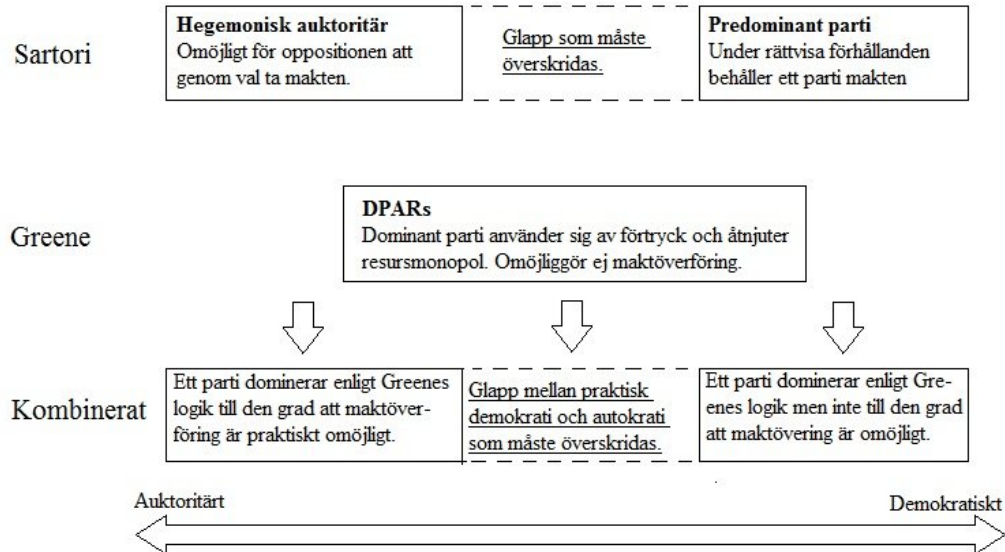 Sartori
Hegemonisk auktoritär
Omöjligt för oppositionen att
genom val ta makten.
Glapp som måste
överskridas.
Predominant parti
Under rättvisa förhållanden
behåller ett parti makten
Greene
DPARs
Dominant parti använder sig av förtryck och åtnjuter
resursmonopol. Omöjliggör ej maktöverföring.
Kombinerat
Ett parti dominerar enligt Greenes
logik till den grad att maktöver-
föring är praktiskt omöjligt.
Glapp mellan praktisk
demokrati och autokrati
som måste överskridas.
Ett parti dominerar enligt Gre-
enes logik men inte till den grad
att maktövering är omöjligt.
Auktoritärt
Demokratiskt